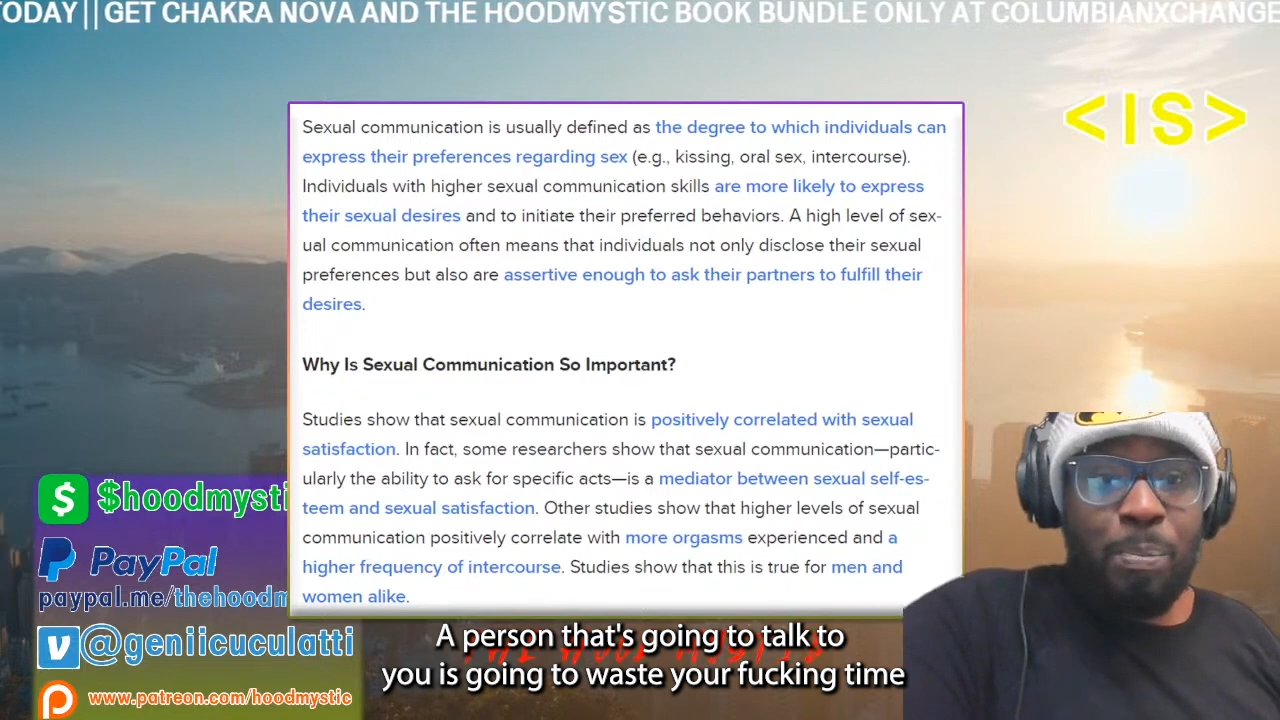 TODAY || GET CHAKRA NOVA AND THE HOODMYSTIC BOOK BUNDLE ONLY AT COLUMBIANXCHANGE
<IS>
Sexual communication is usually defined as the degree to which individuals can
express their preferences regarding sex (e.g., kissing, oral sex, intercourse).
Individuals with higher sexual communication skills are more likely to express
their sexual desires and to initiate their preferred behaviors. A high level of sex-
ual communication often means that individuals not only disclose their sexual
preferences but also are assertive enough to ask their partners to fulfill their
desires.
Why Is Sexual Communication So Important?
Studies show that sexual communication is positively correlated with sexual
satisfaction. In fact, some researchers show that sexual communication—partic-
ularly the ability to ask for specific acts—is a mediator between sexual self-es-
teem and sexual satisfaction. Other studies show that higher levels of sexual
communication positively correlate with more orgasms experienced and a
higher frequency of intercourse. Studies show that this is true for men and
women alike.
$ $hoodmysti
PayPal
paypal.me/thehoodm
v @geniicuculatti
www.patreon.com/hoodmystic
A person that's going to talk to
you is going to waste your fucking time